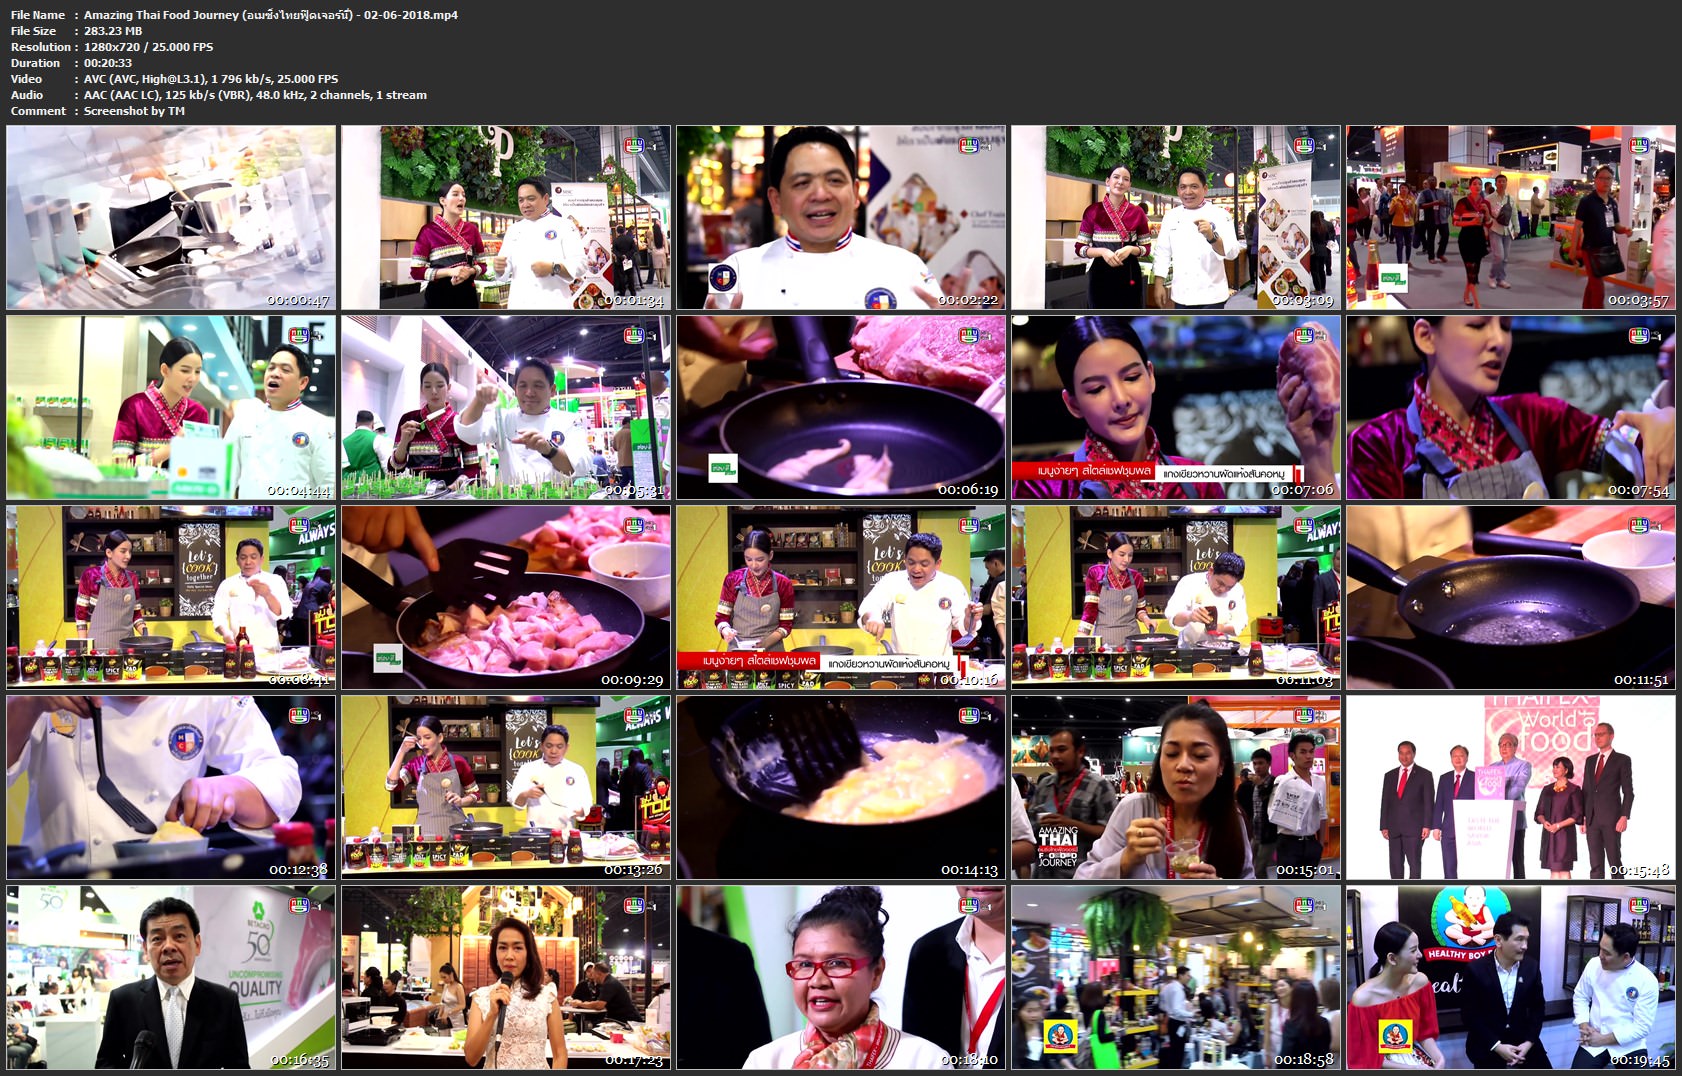 File Name : Amazing Thai Food Journey (อเมซิ่งไทยฟู๊ดเจอร์นี่) - 02-06-2018.mp4
File Size : 283.23 MB
Resolution : 1280x720 / 25.000 FPS
Duration : 00:20:33
Video : AVC (AVC, High@L3.1), 1 796 kb/s, 25.000 FPS
Audio : AAC (AAC LC), 125 kb/s (VBR), 48.0 kHz, 2 channels, 1 stream
Comment : Screenshot by TM
00:00:47
00:01:34
00:02:22
00:03:09
00:03:57
00:04:44
00:05:31
00:06:19
เมนูง่ายๆ สไตล์เชฟชุมพล
แกงเขียวหวานผัดแห้งสันคอหมู
00:07:06
00:07:54
Let's
COOK
together
ALWAYS
00:08:41
00:09:29
Let's
COOK
เมนูง่ายๆ สไตล์เชฟชุมพล
แกงเขียวหวานผัดแห้งสันคอหมู
00:10:16
Let's
ALWAYS
00:11:03
00:11:51
00:12:38
Let's
COOK
together
ALWAYS
00:13:26
00:14:13
AMAZING
THAI
FOOD
JOURNEY
00:15:01
THAIFEX
World of
food
00:15:48
BETAGRO
50
UNCOMPROMISING
QUALITY
00:16:35
00:17:23
00:18:10
00:18:58
HEALTHY BOY
00:19:45